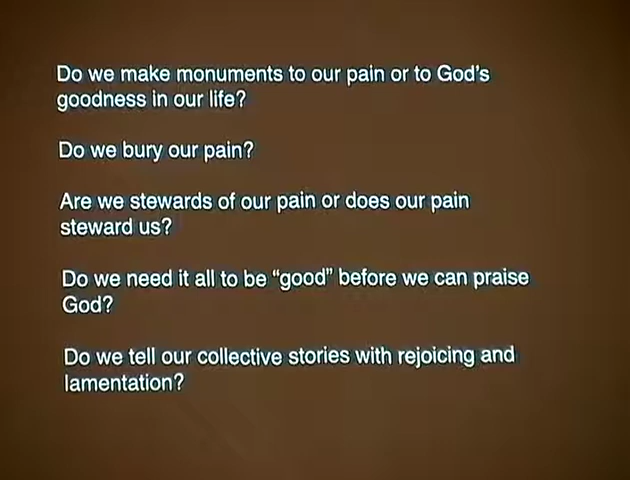 Do we make monuments to our pain or to God's
goodness in our life?
Do we bury our pain?
Are we stewards of our pain or does our pain
steward us?
Do we need it all to be “good” before we can praise
God?
Do we tell our collective stories with rejoicing and
lamentation?